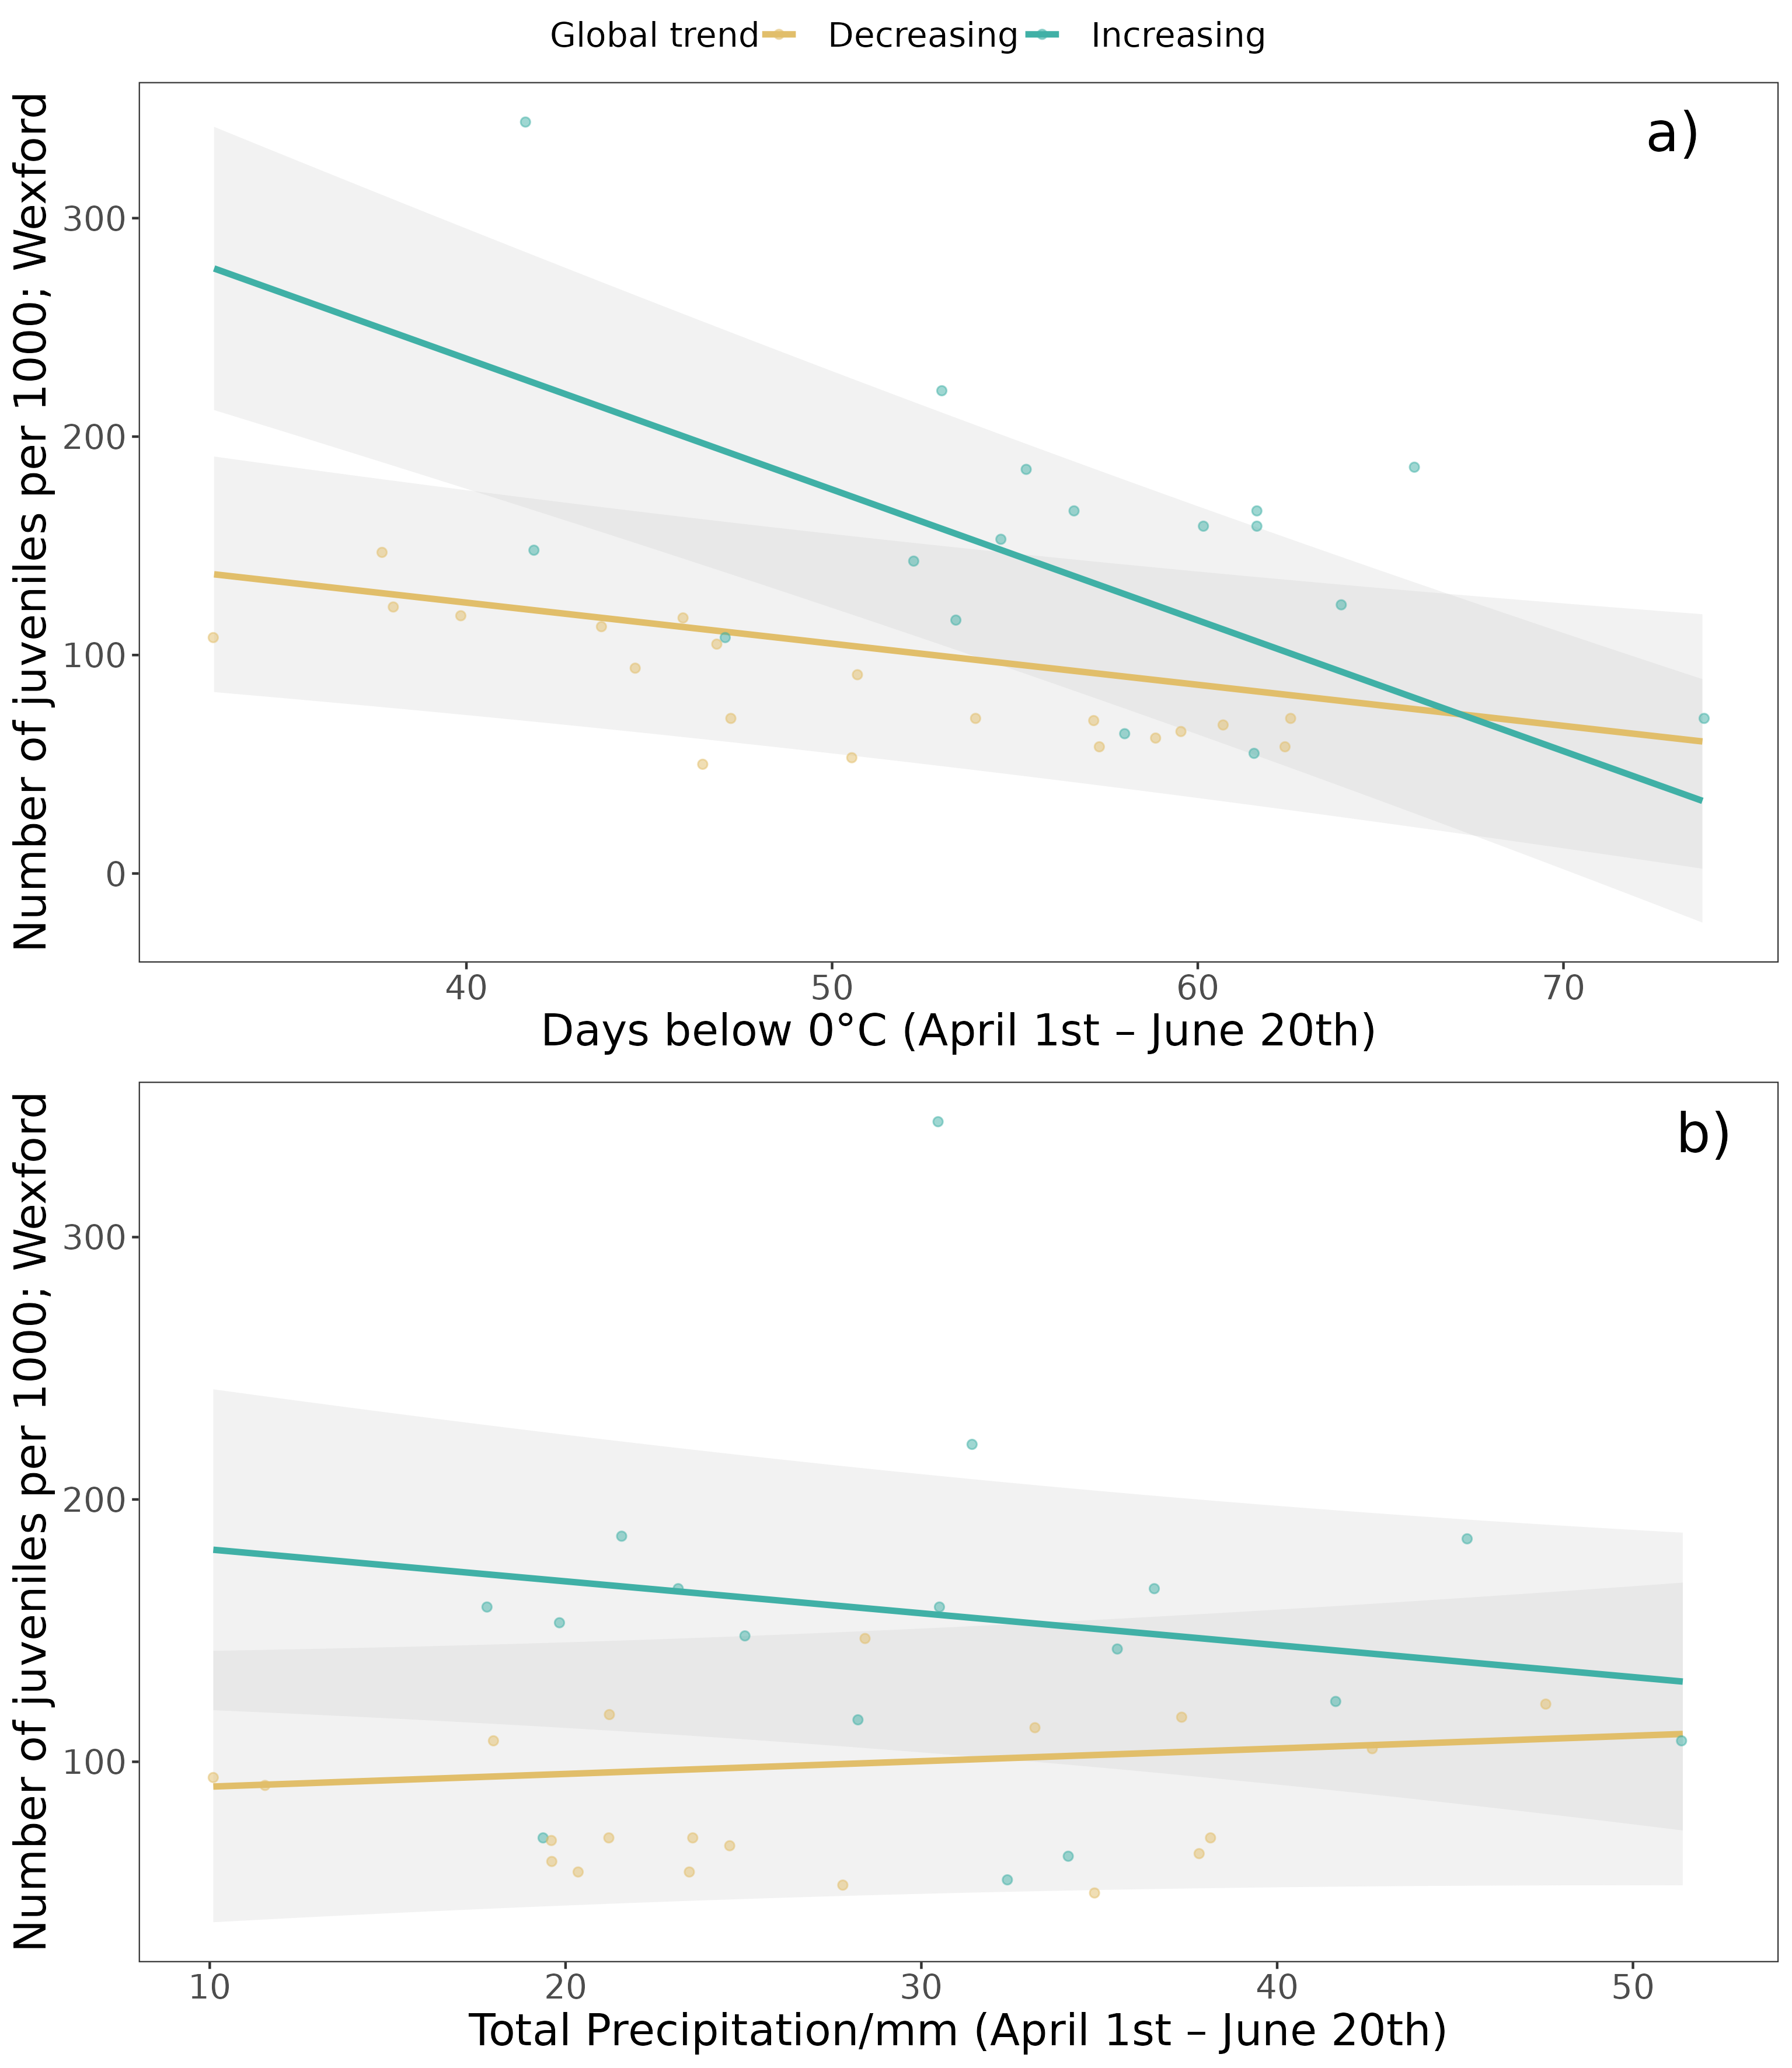 Global trend Decreasing Increasing
a)
Number of juveniles per 1000; Wexford
300
200
100
0
40 50 60 70
Days below 0°C (April 1st – June 20th)
b)
Number of juveniles per 1000; Wexford
300
200
100
10 20 30 40 50
Total Precipitation/mm (April 1st – June 20th)